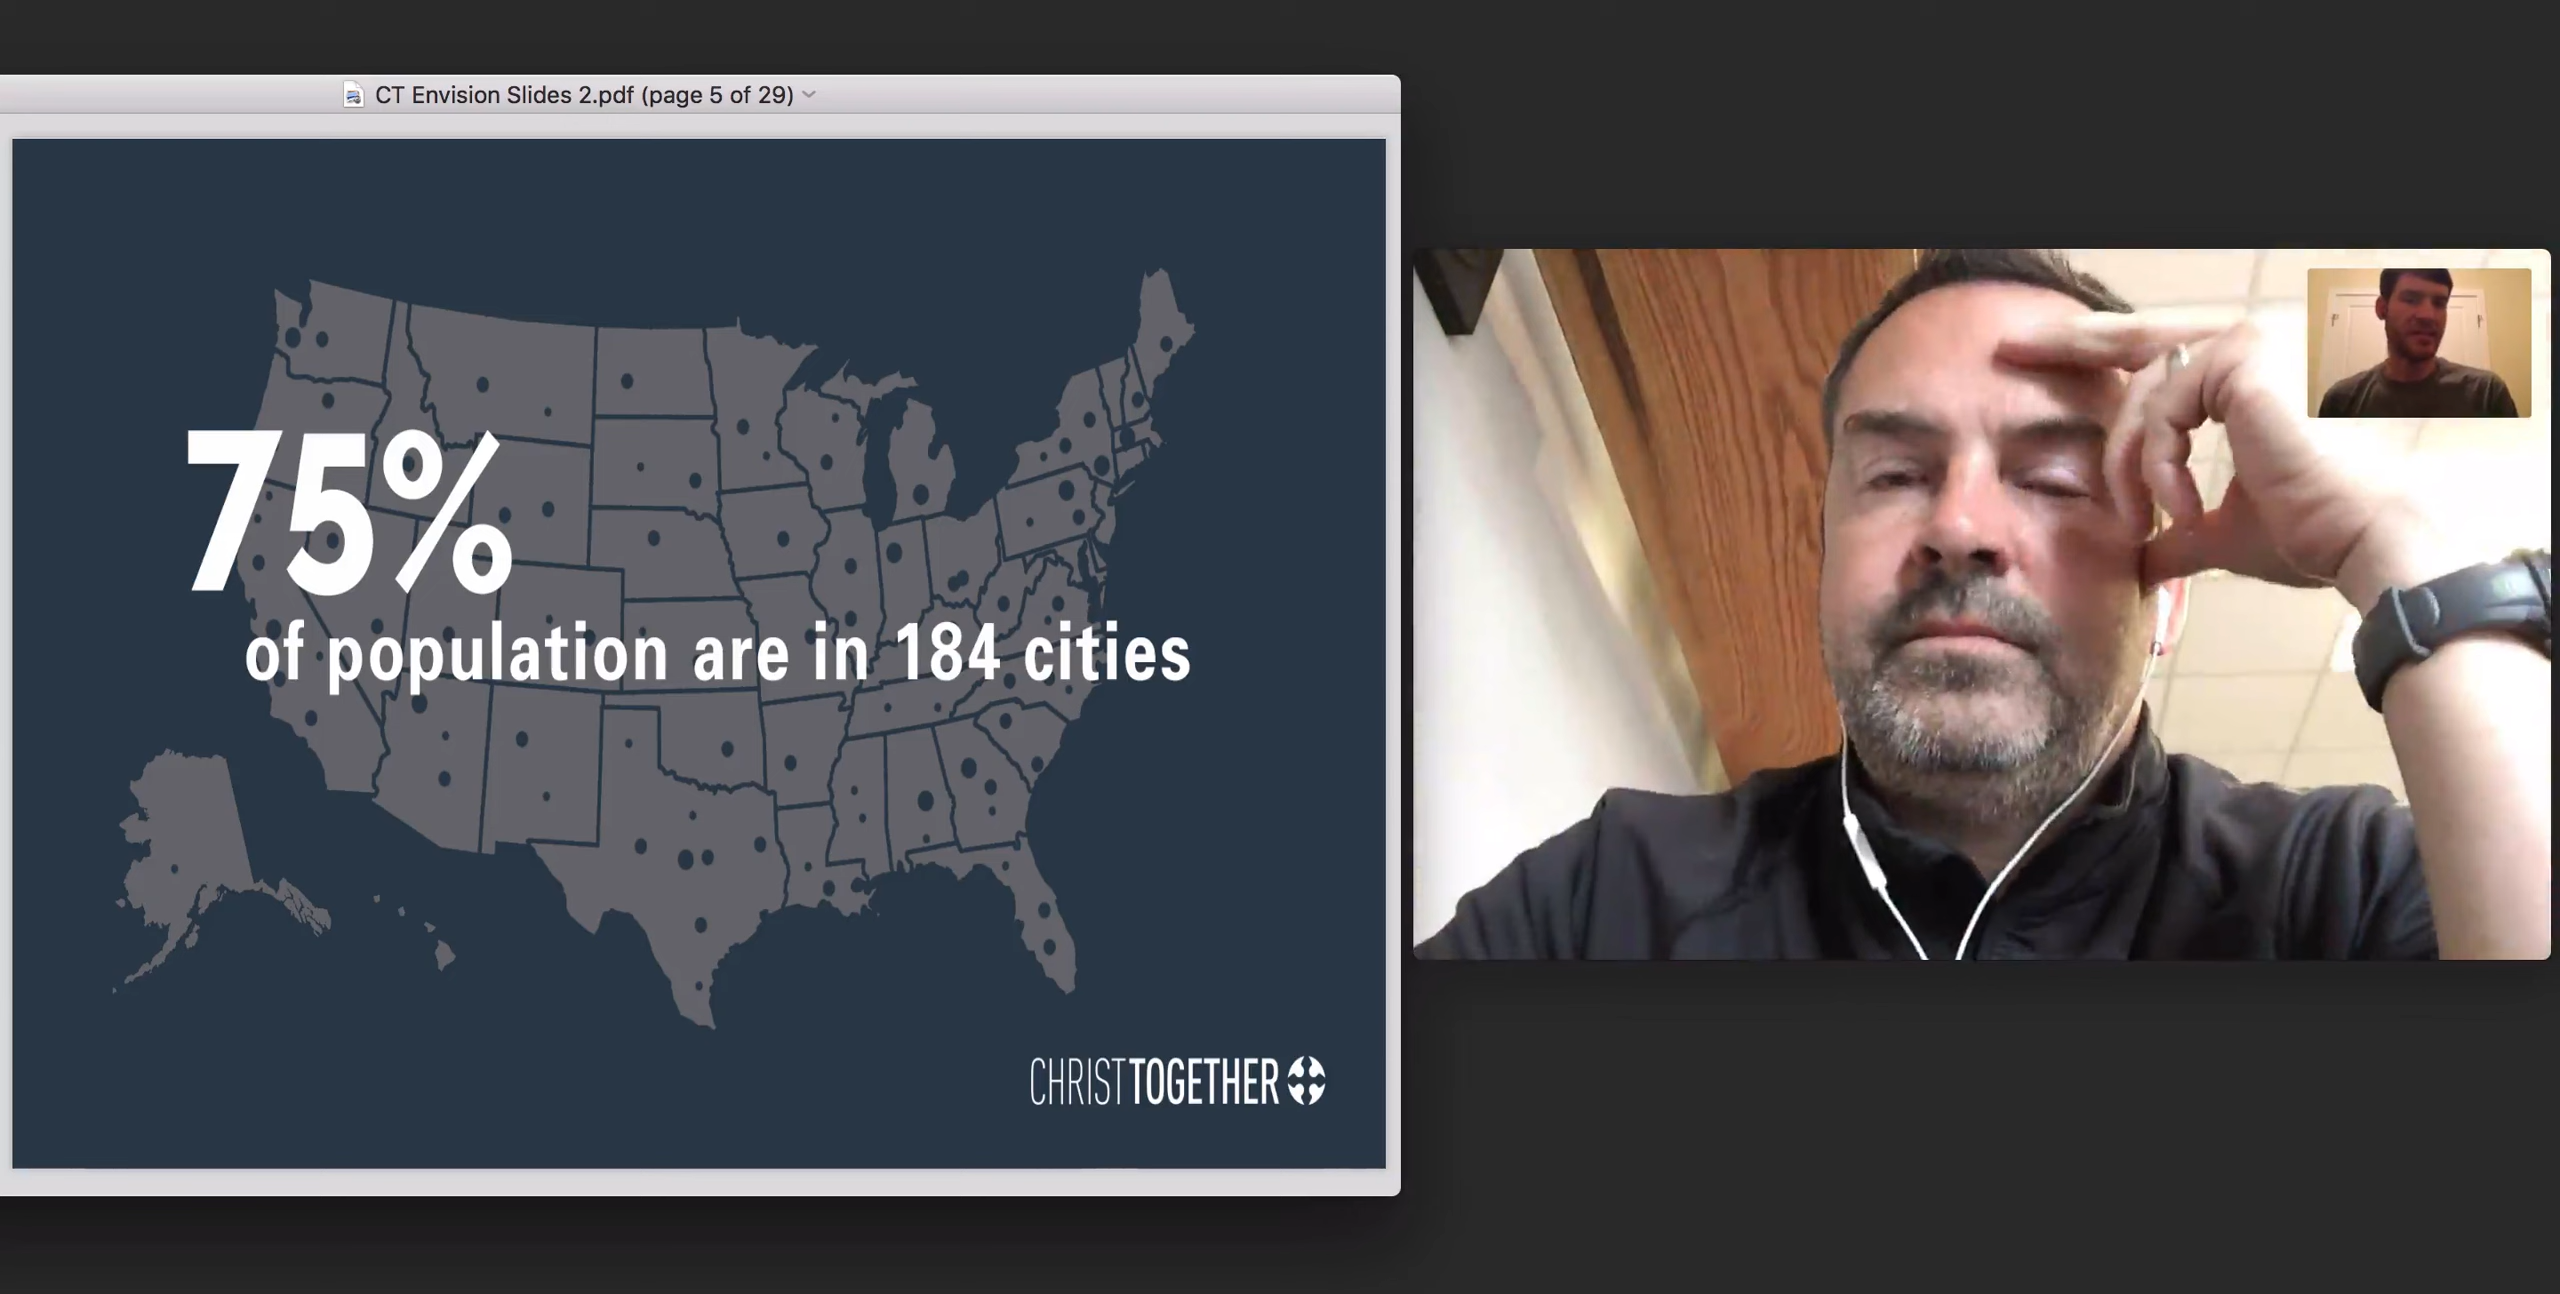 CT Envision Slides 2.pdf (page 5 of 29)
75%
of population are in 184 cities
CHRISTTOGETHER